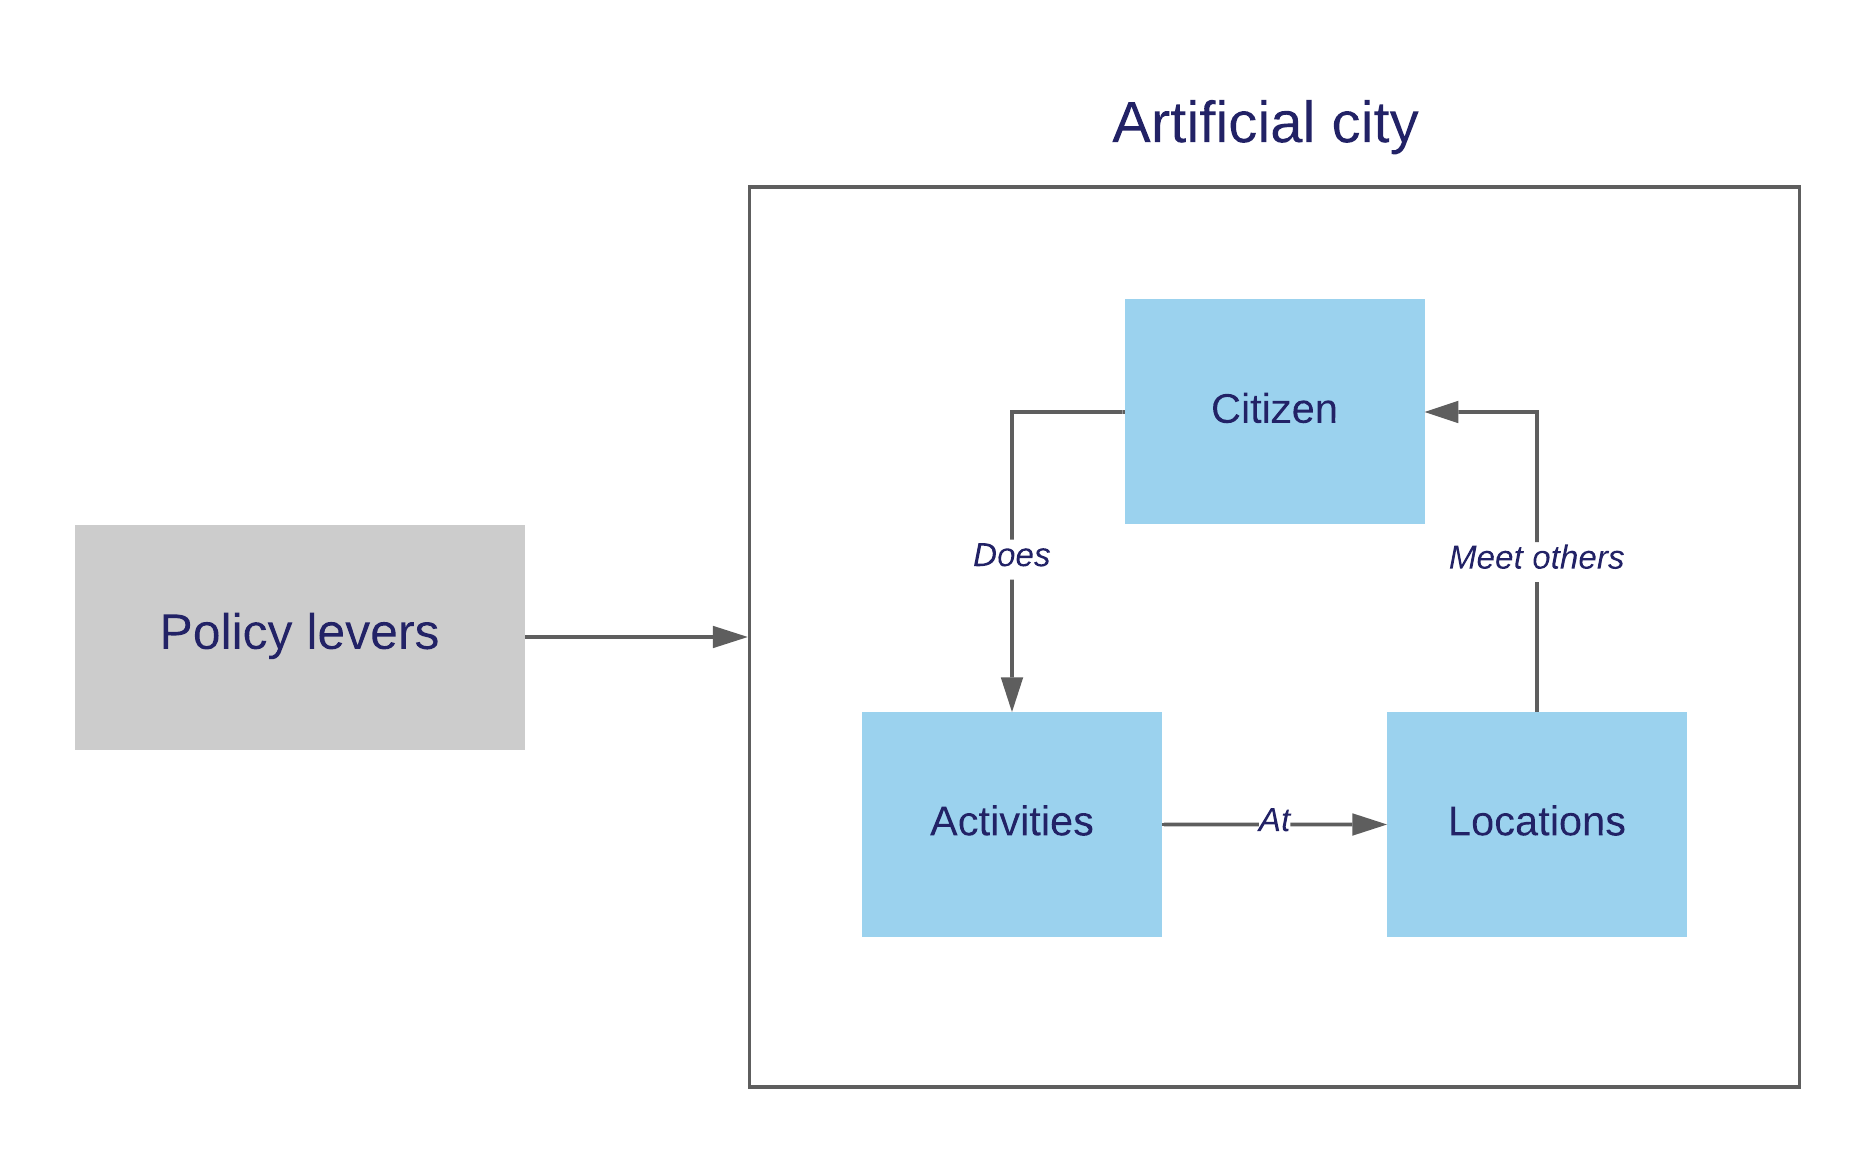 Artificial city
Citizen
Does
Meet others
Policy levers
Activities
At
Locations